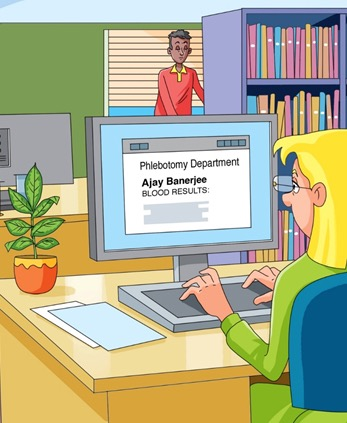 Phlebotomy Department
Ajay Banerjee
BLOOD RESULTS: